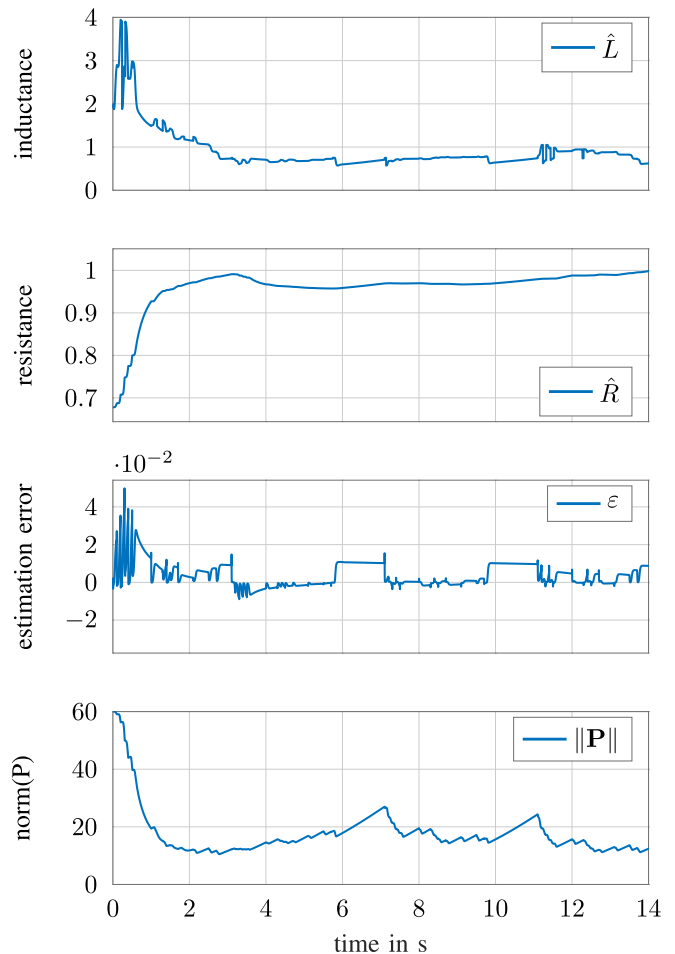 4
3
2
1
0
inductance
L̂
1
0.9
0.8
0.7
resistance
R̂
·10⁻²
4
2
0
−2
estimation error
ε
60
40
20
0
norm(P)
‖P‖
0 2 4 6 8 10 12 14
time in s